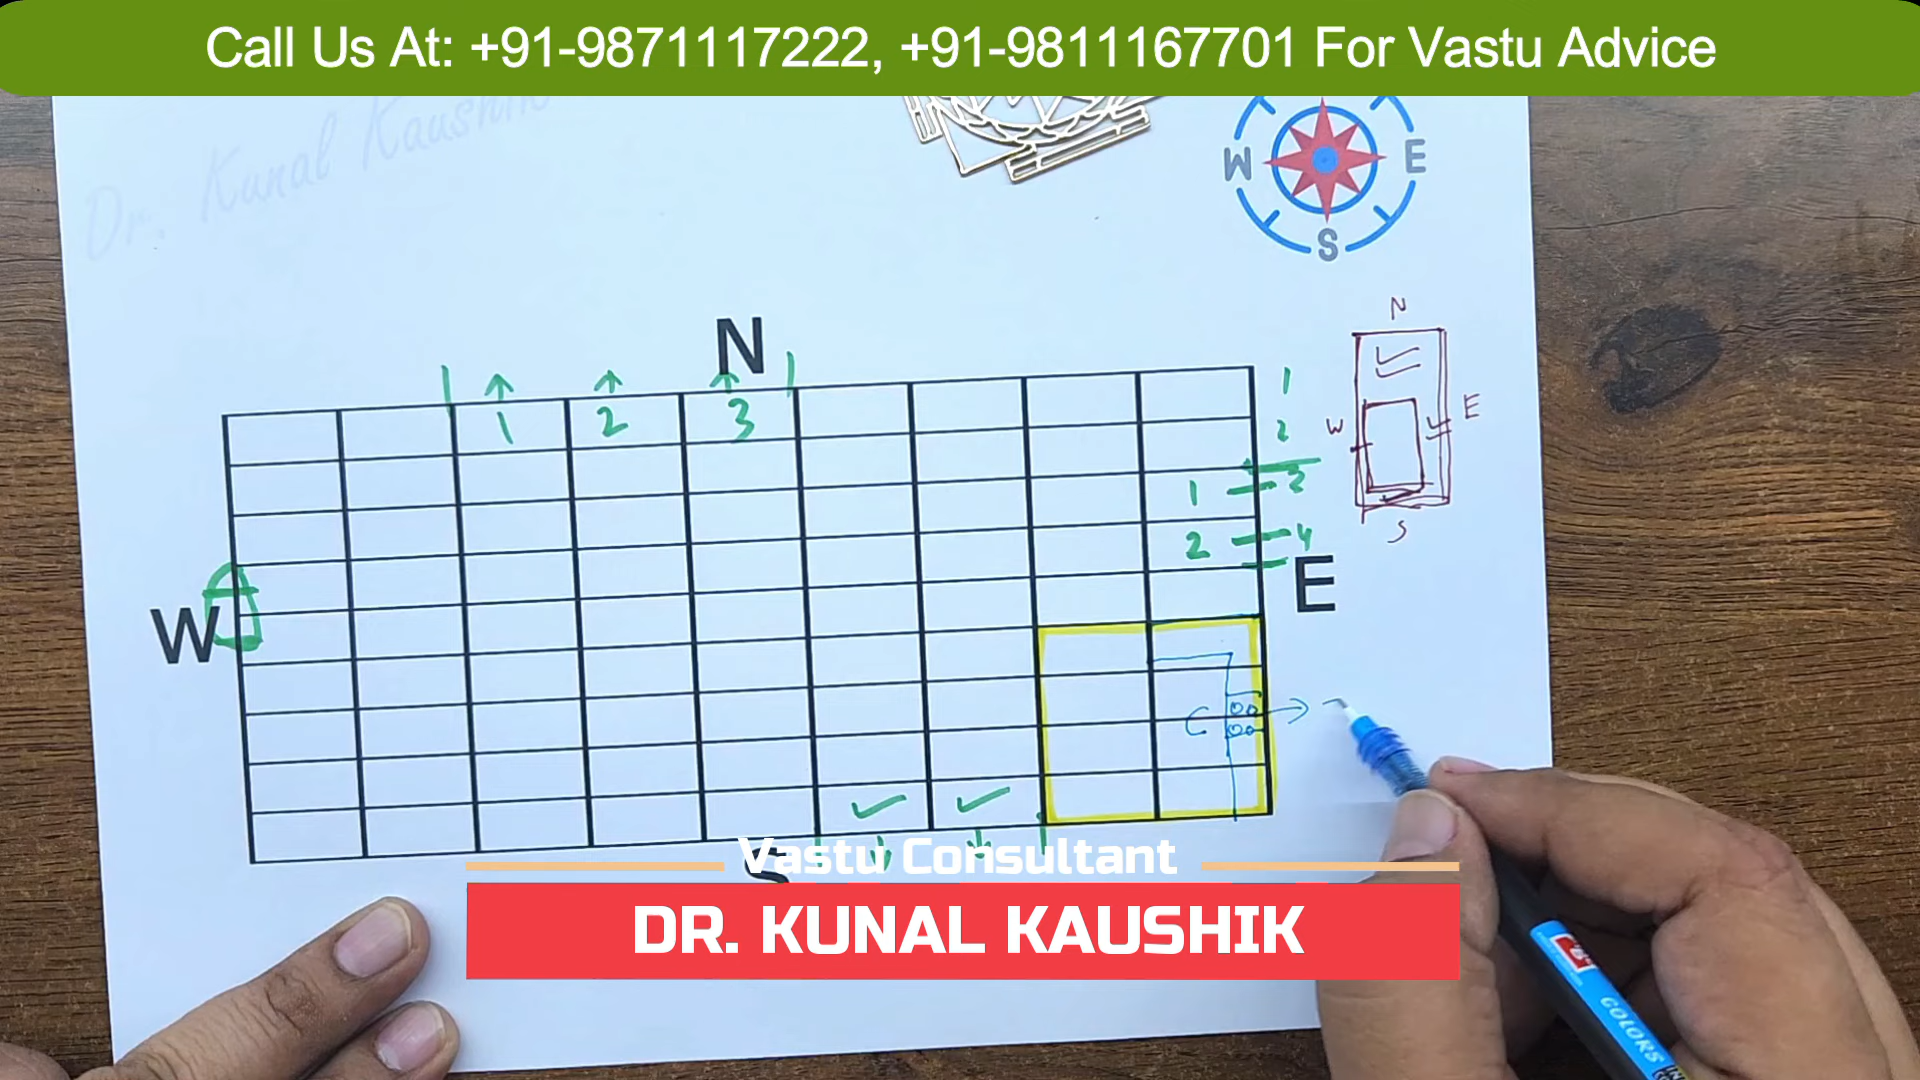 Call Us At: +91-9871117222, +91-9811167701 For Vastu Advice
Dr. Kunal Kaushik
W E
S
N
N
1
1 2 3
W E
2
1 3
2 4
E
W
S
C
S
Vastu Consultant
DR. KUNAL KAUSHIK
COLORS